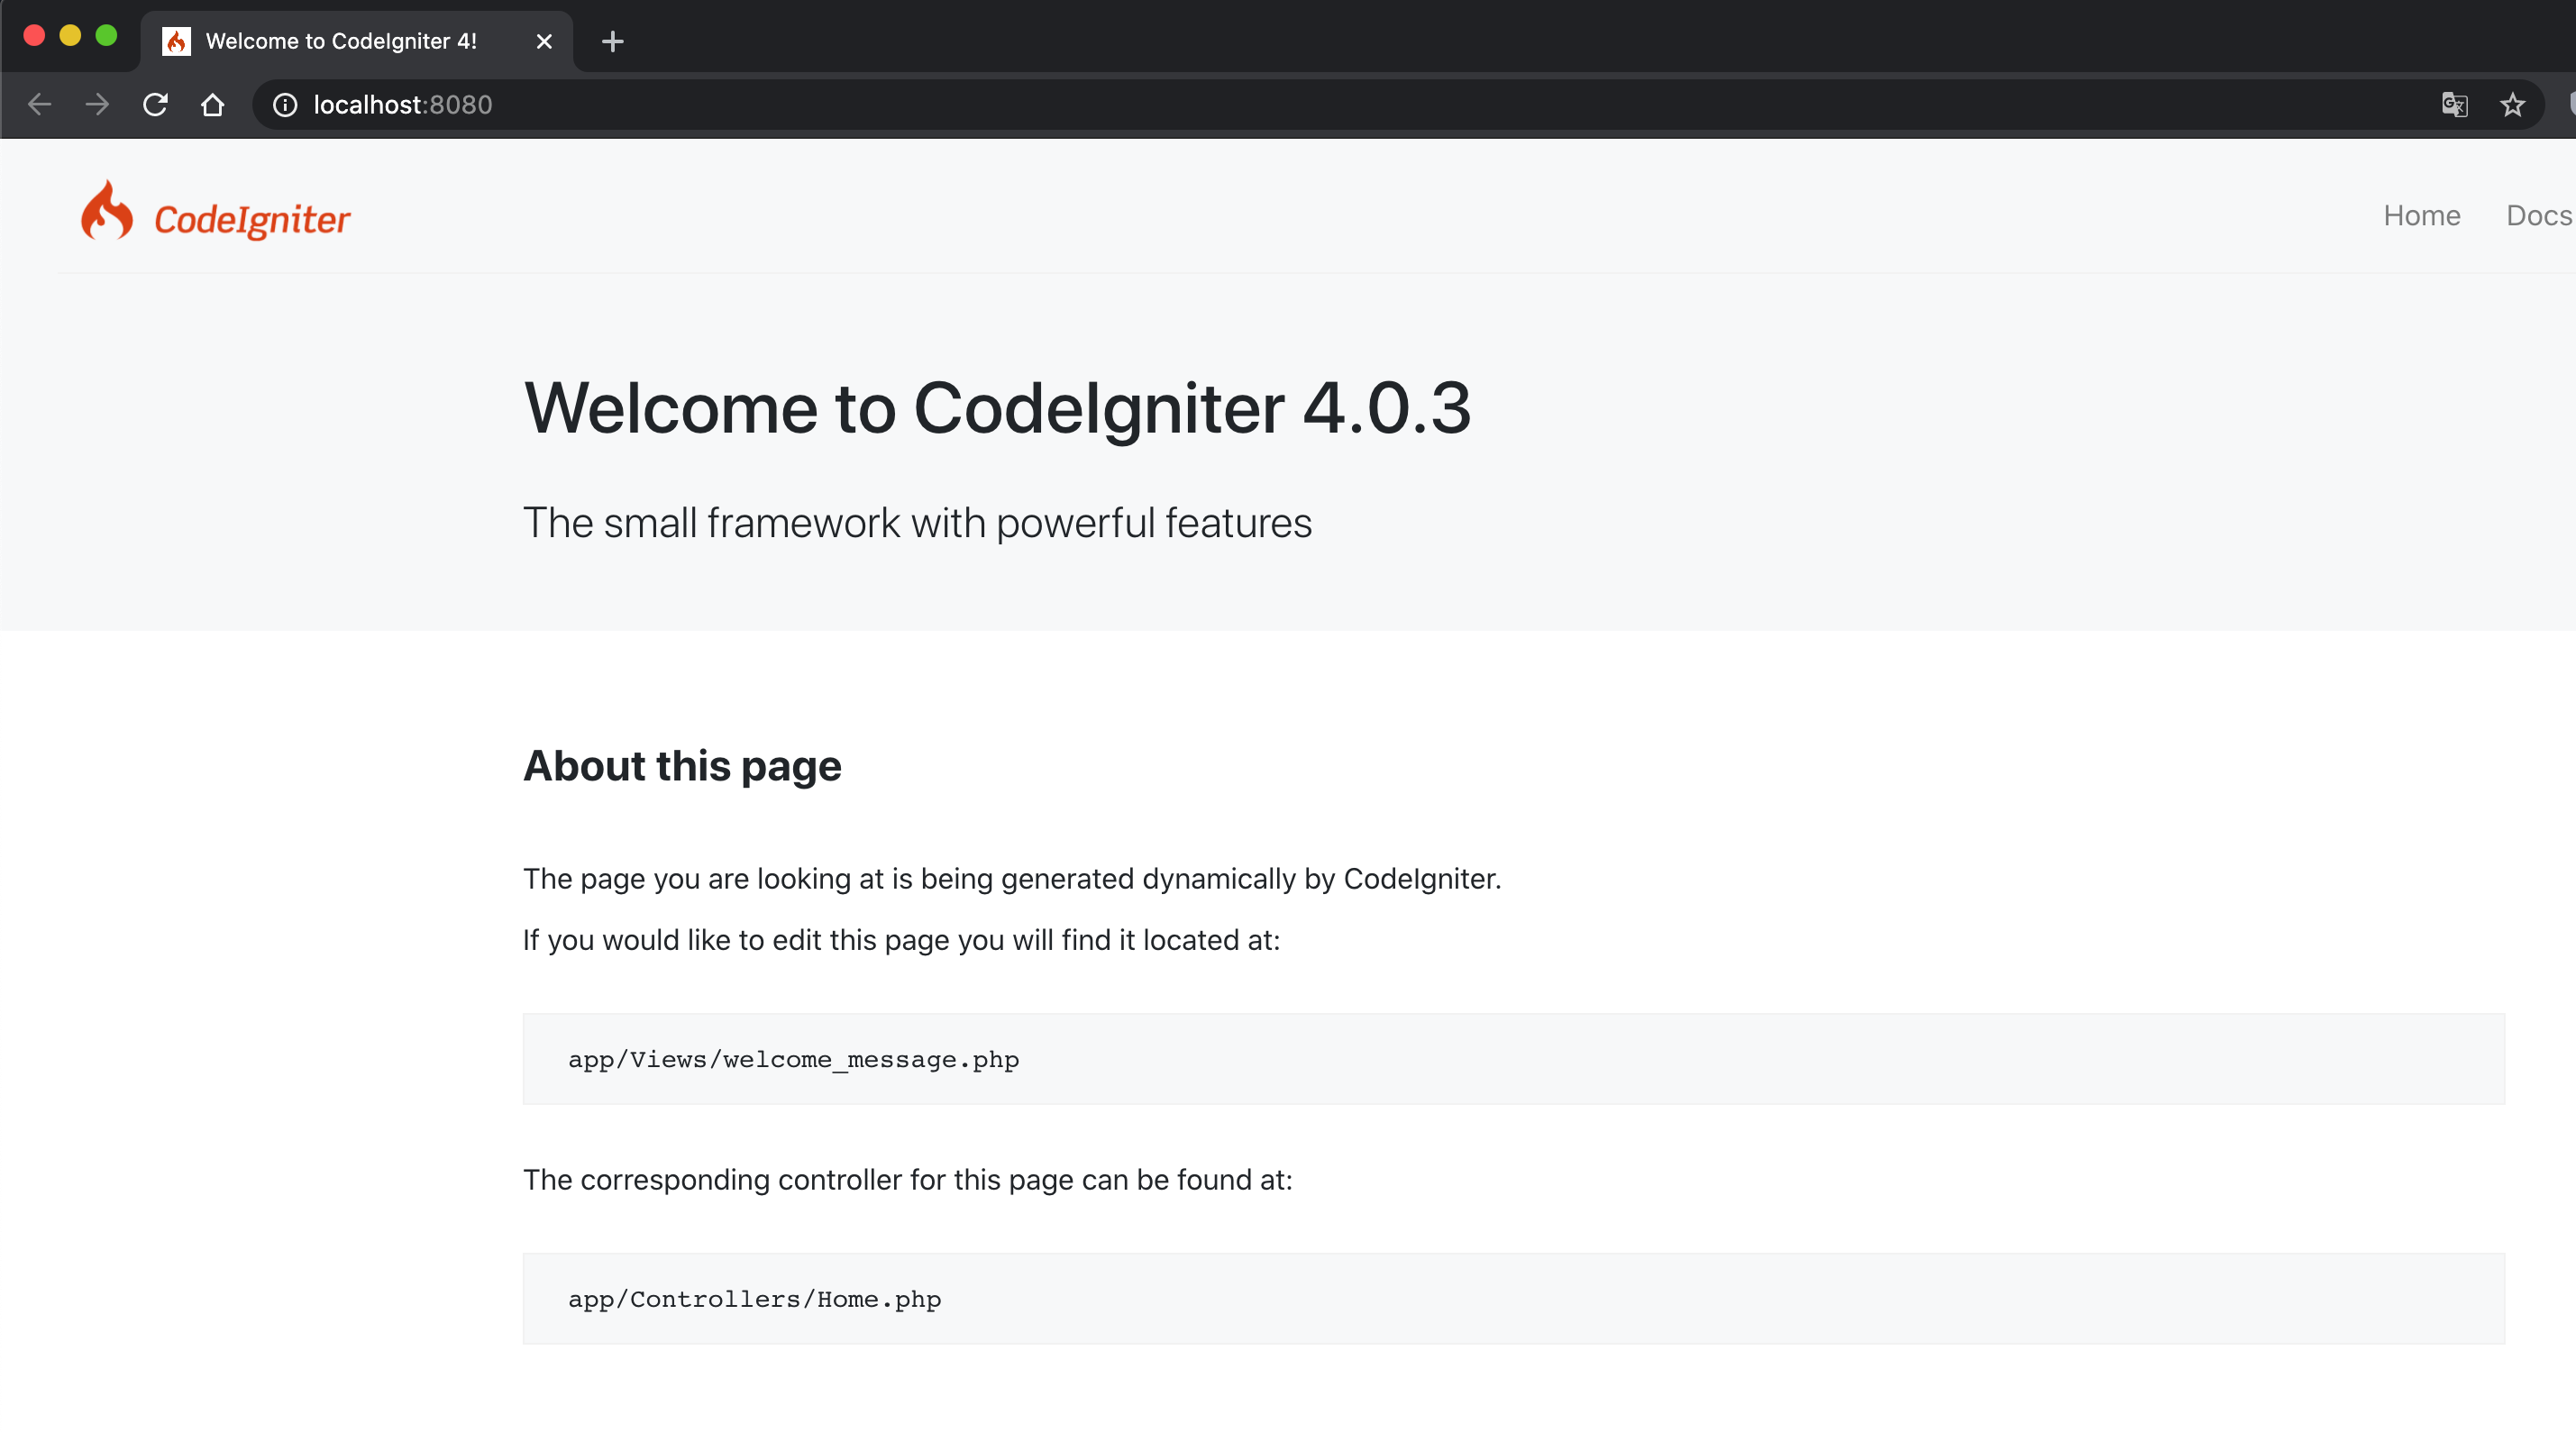 Welcome to CodeIgniter 4!
localhost:8080
CodeIgniter
Home Docs
Welcome to CodeIgniter 4.0.3
The small framework with powerful features
About this page
The page you are looking at is being generated dynamically by CodeIgniter.
If you would like to edit this page you will find it located at:
app/Views/welcome_message.php
The corresponding controller for this page can be found at:
app/Controllers/Home.php